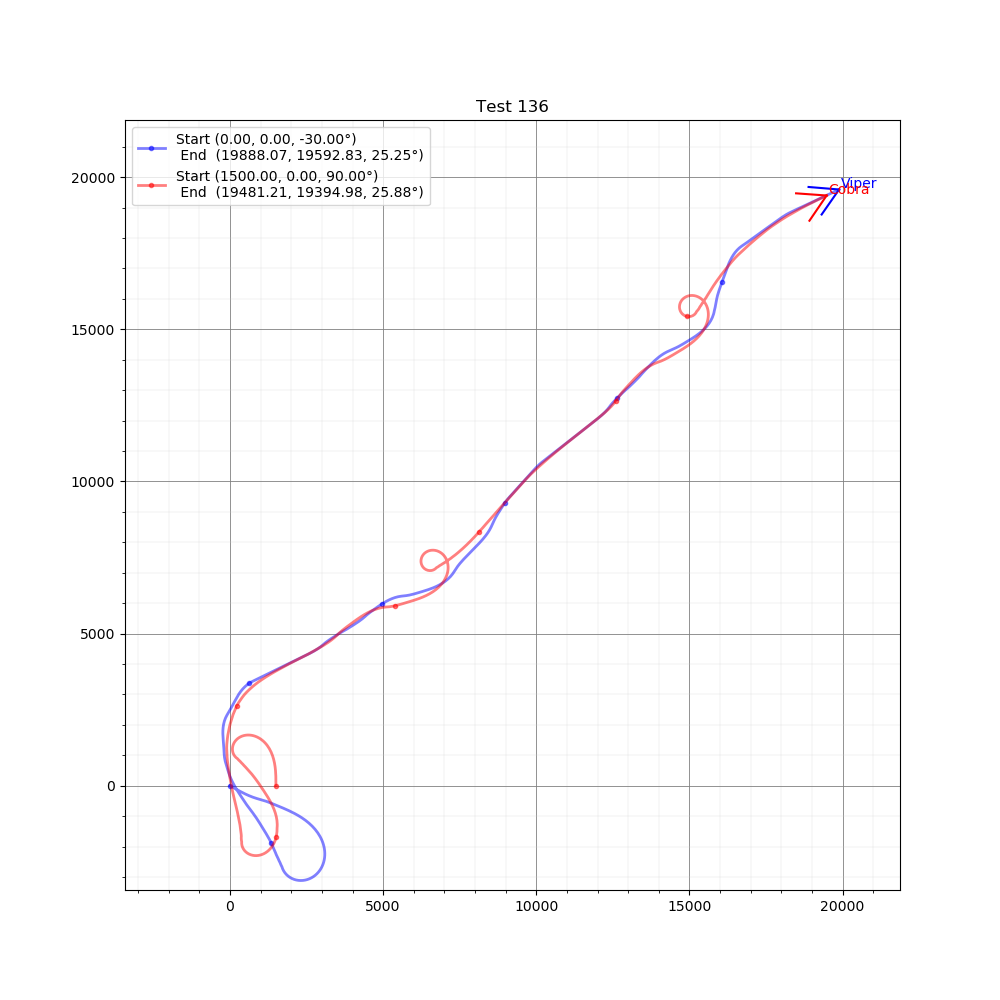 Test 136
Start (0.00, 0.00, -30.00°)
End (19888.07, 19592.83, 25.25°)
Start (1500.00, 0.00, 90.00°)
End (19481.21, 19394.98, 25.88°)
Viper
Cobra
20000
15000
10000
5000
0
0 5000 10000 15000 20000